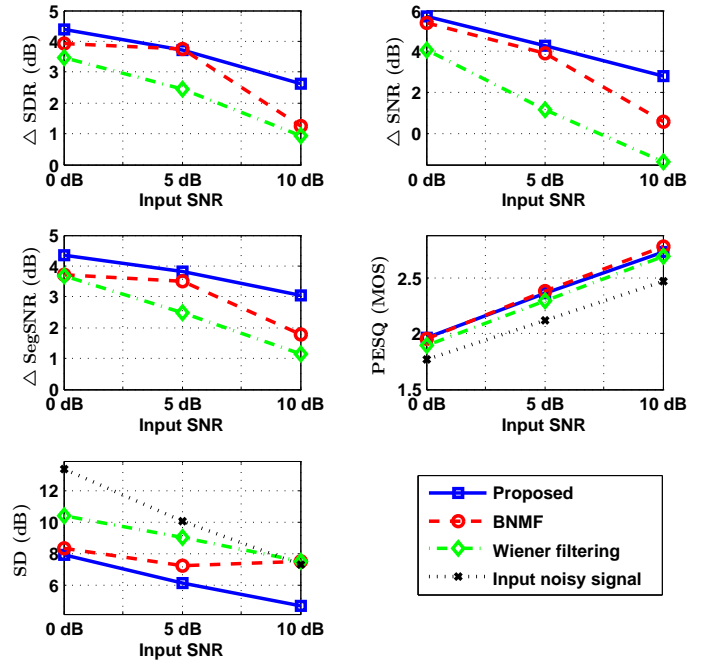 △ SDR (dB)
5
4
3
2
1
0
0 dB
5 dB
10 dB
Input SNR
△ SNR (dB)
6
4
2
0
0 dB
5 dB
10 dB
Input SNR
△ SegSNR (dB)
5
4
3
2
1
0
0 dB
5 dB
10 dB
Input SNR
PESQ (MOS)
2.5
2
1.5
0 dB
5 dB
10 dB
Input SNR
SD (dB)
12
10
8
6
0 dB
5 dB
10 dB
Input SNR
Proposed
BNMF
Wiener filtering
Input noisy signal